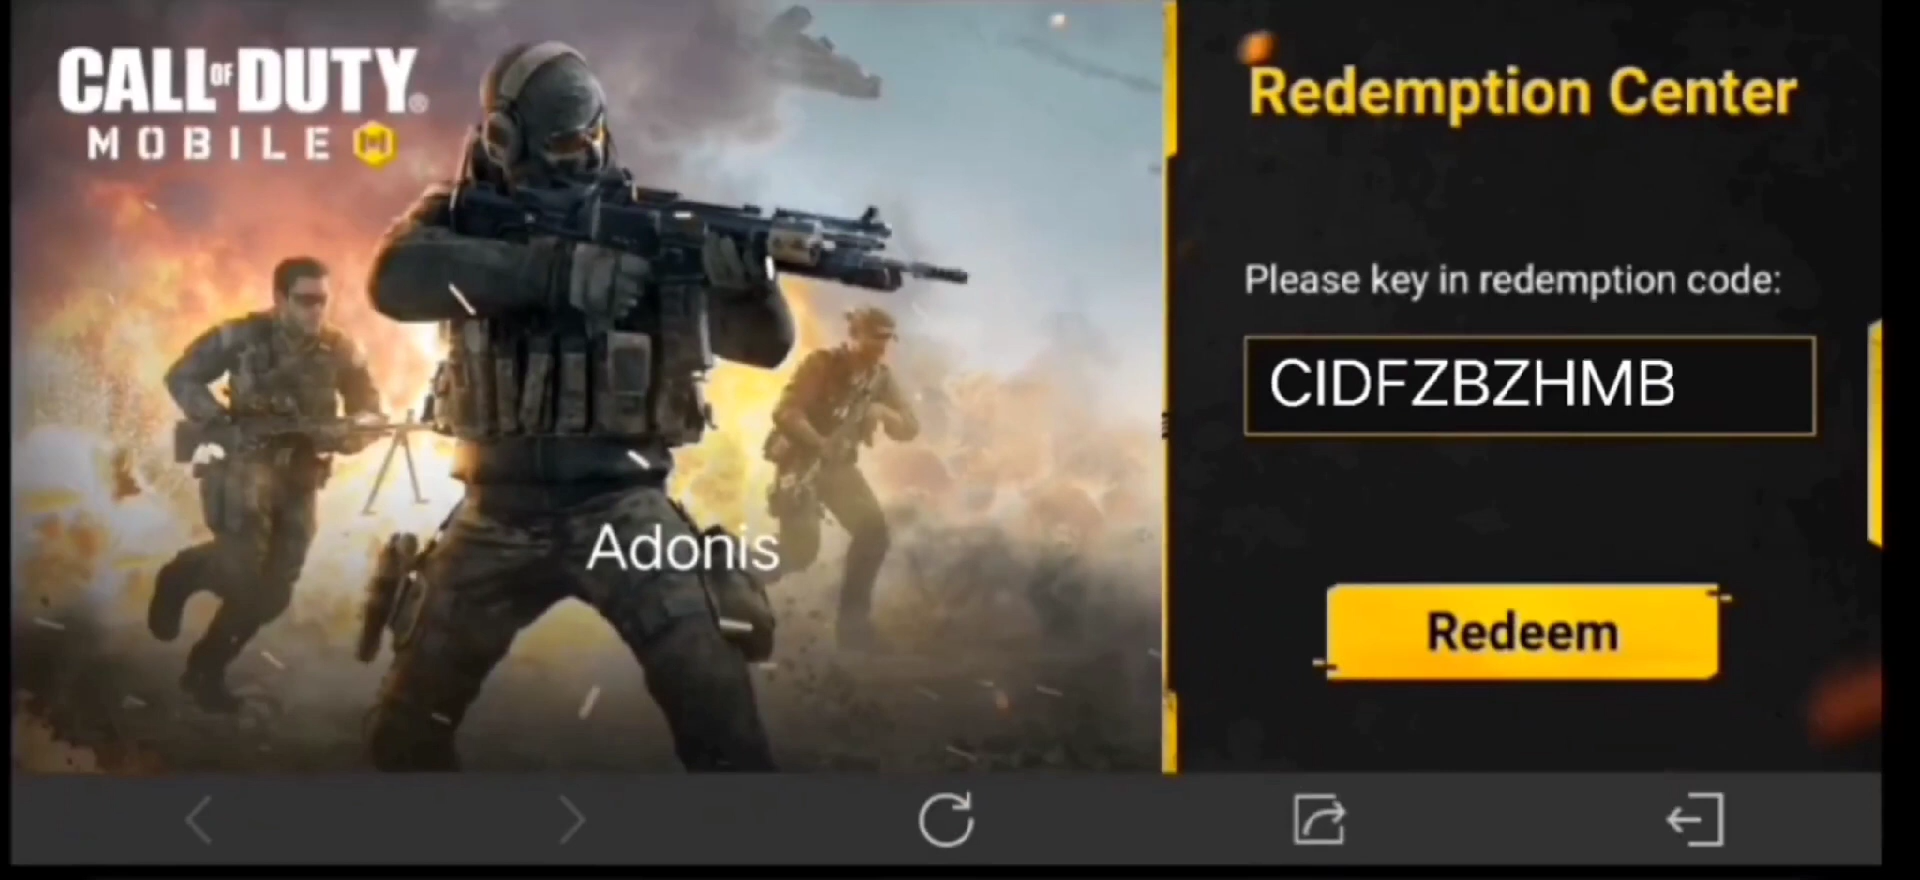 CALL OF DUTY®
MOBILE
Redemption Center
Please key in redemption code:
CIDFZBZHMB
Adonis
Redeem